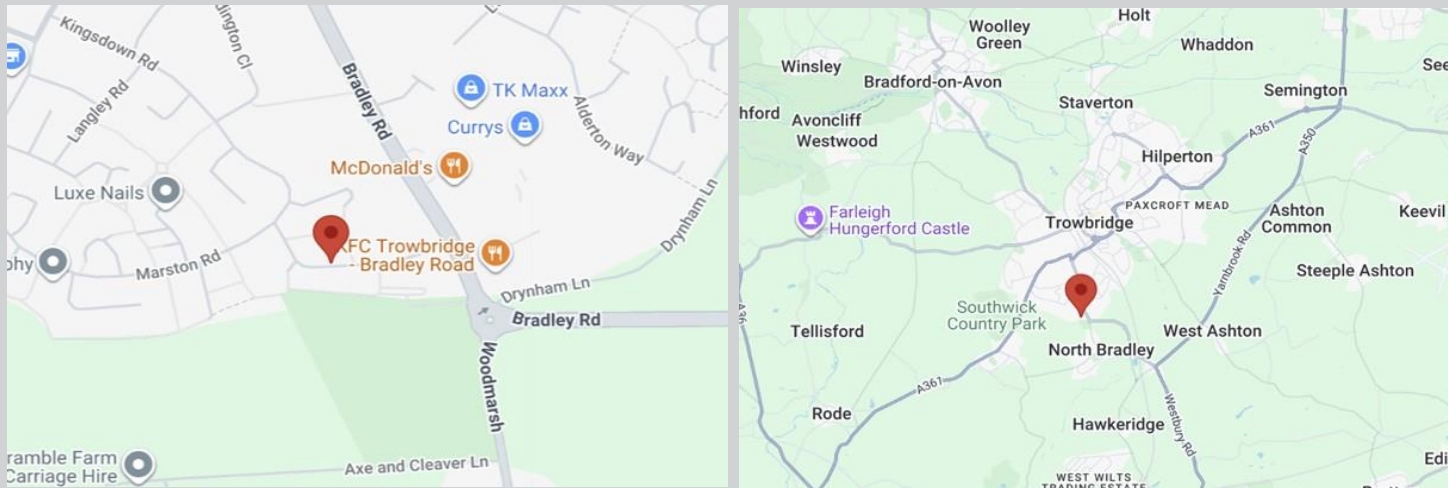 Kingsdown Rd
Langley Rd
Bradley Rd
TK Maxx
Currys
Alderton Way
McDonald's
Luxe Nails
KFC Trowbridge
- Bradley Road
Marston Rd
Drynham Ln
Drynham Ln
Bradley Rd
Woodmarsh
Axe and Cleaver Ln
Carriage Hire
Holt
Woolley
Green
Whaddon
Winsley
Bradford-on-Avon
Semington
Staverton
Avoncliff
Westwood
A361
A350
Hilperton
PAXCROFT MEAD
Farleigh
Hungerford Castle
Trowbridge
Ashton
Common
Keevil
Yarnbrook Rd
Steeple Ashton
Southwick
Country Park
Tellisford
West Ashton
North Bradley
A361
Rode
Hawkeridge
Westbury Rd
WEST WILTS
TRADING ESTATE